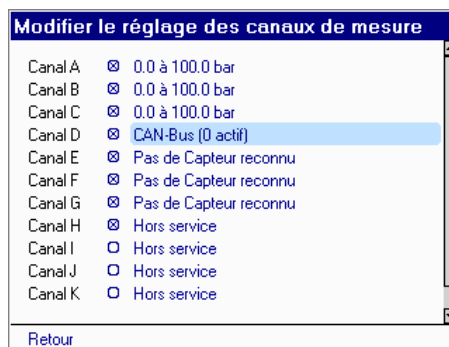 Modifier le réglage des canaux de mesure
Canal A 0.0 à 100.0 bar
Canal B 0.0 à 100.0 bar
Canal C 0.0 à 100.0 bar
Canal D CAN-Bus (0 actif)
Canal E Pas de Capteur reconnu
Canal F Pas de Capteur reconnu
Canal G Pas de Capteur reconnu
Canal H Hors service
Canal I Hors service
Canal J Hors service
Canal K Hors service
Retour